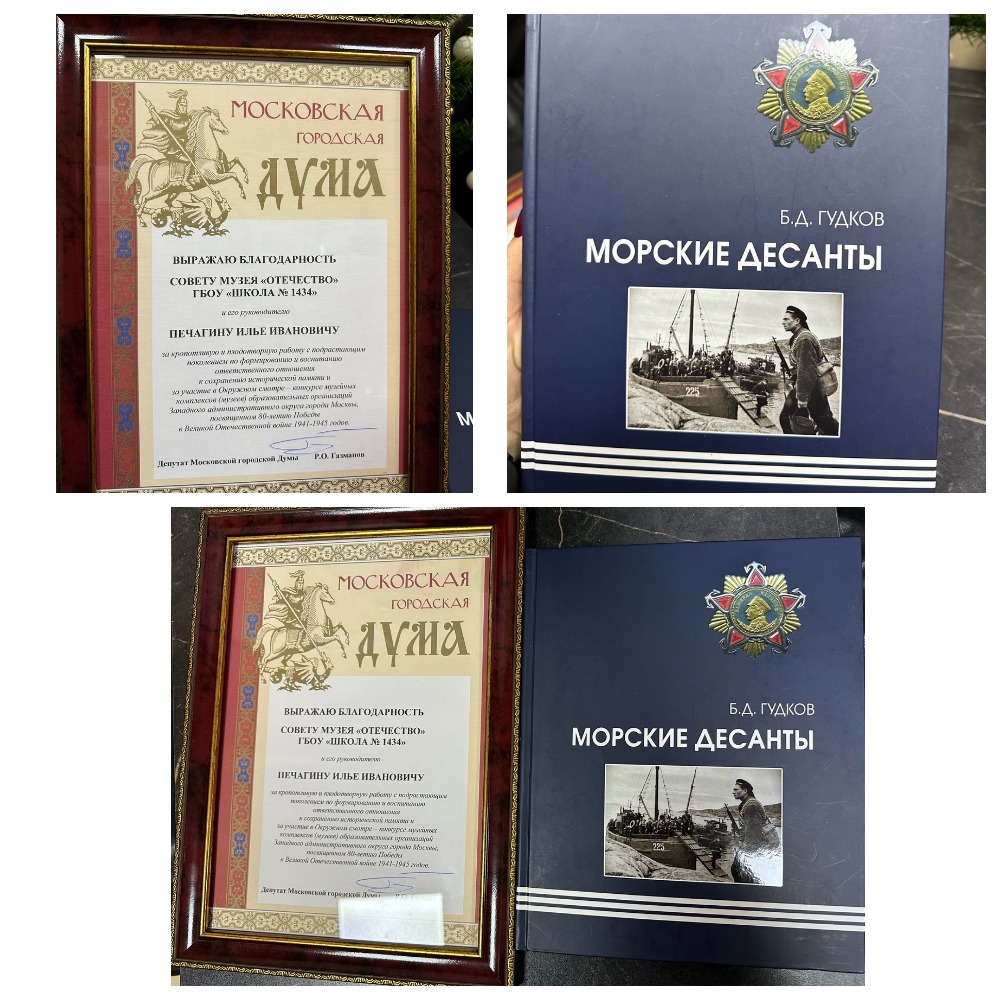 МОСКОВСКАЯ
ГОРОДСКАЯ
ДУМА
ВЫРАЖАЮ БЛАГОДАРНОСТЬ
СОВЕТУ МУЗЕЯ «ОТЕЧЕСТВО»
ГБОУ «ШКОЛА № 1434»
и его руководителю
ПЕЧАГИНУ ИЛЬЕ ИВАНОВИЧУ
за кропотливую и плодотворную работу с подрастающим
поколением по формированию и воспитанию
ответственного отношения
к сохранению исторической памяти и
за участие в Окружном смотре – конкурсе музейных
комплексов (музеев) образовательных организаций
Западного административного округа города Москвы,
посвященном 80-летию Победы
в Великой Отечественной войне 1941-1945 годов.
Депутат Московской городской Думы Р.О. Газманов
М
Б.Д. ГУДКОВ
МОРСКИЕ ДЕСАНТЫ
225
МОСКОВСКАЯ
ГОРОДСКАЯ
ДУМА
ВЫРАЖАЮ БЛАГОДАРНОСТЬ
СОВЕТУ МУЗЕЯ «ОТЕЧЕСТВО»
ГБОУ «ШКОЛА № 1434»
и его руководителю
ПЕЧАГИНУ ИЛЬЕ ИВАНОВИЧУ
за кропотливую и плодотворную работу с подрастающим
поколением по формированию и воспитанию
ответственного отношения
к сохранению исторической памяти и
за участие в Окружном смотре – конкурсе музейных
комплексов (музеев) образовательных организаций
Западного административного округа города Москвы,
посвященном 80-летию Победы
в Великой Отечественной войне 1941-1945 годов.
Депутат Московской городской Думы
Б.Д. ГУДКОВ
МОРСКИЕ ДЕСАНТЫ
225